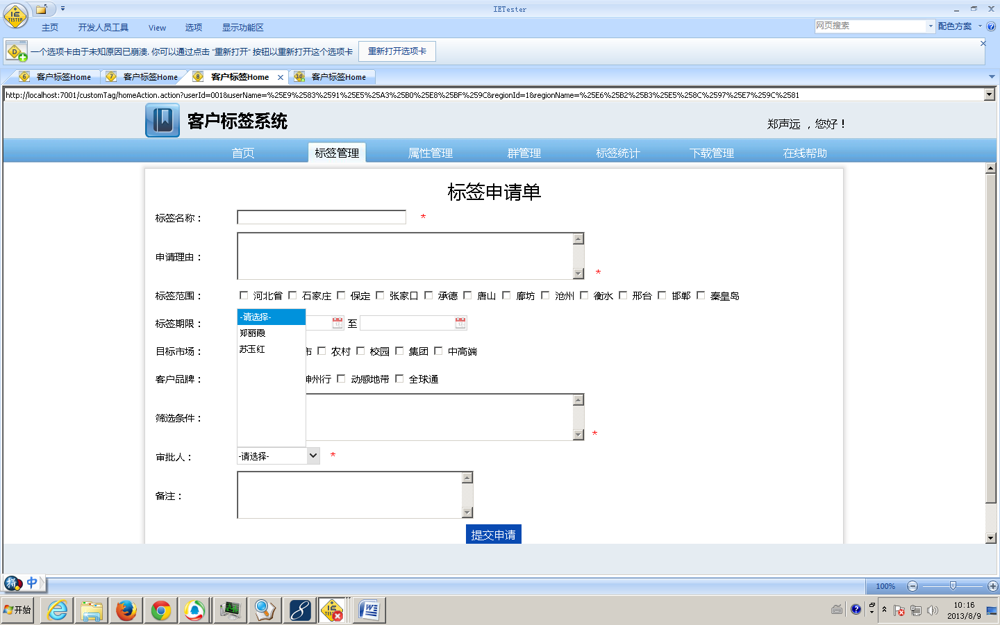 IETester
主页 开发人员工具 View 选项 显示功能区 网页搜索 配色方案
一个选项卡由于未知原因已崩溃, 你可以通过点击 "重新打开" 按钮以重新打开这个选项卡 重新打开选项卡
6 客户标签Home 7 客户标签Home 8 客户标签Home 10 客户标签Home
http://localhost:7001/customTag/homeAction.action?userId=001&userName=%25E9%2583%2591%25E5%25A3%25B0%25E8%25BF%259C&regionId=1&regionName=%25E6%25B2%25B3%25E5%258C%2597%25E7%259C%2581
客户标签系统
郑声远 ，您好！
首页 标签管理 属性管理 群管理 标签统计 下载管理 在线帮助
标签申请单
标签名称： *
申请理由： *
标签范围： 河北省 石家庄 保定 张家口 承德 唐山 廊坊 沧州 衡水 邢台 邯郸 秦皇岛
标签期限： -请选择- 至
郑丽霞
目标市场： 苏玉红 市 农村 校园 集团 中高端
客户品牌： 神州行 动感地带 全球通
筛选条件： *
审批人： -请选择- *
备注：
提交申请
拼 中
100%
开始
10:16
2013/8/9